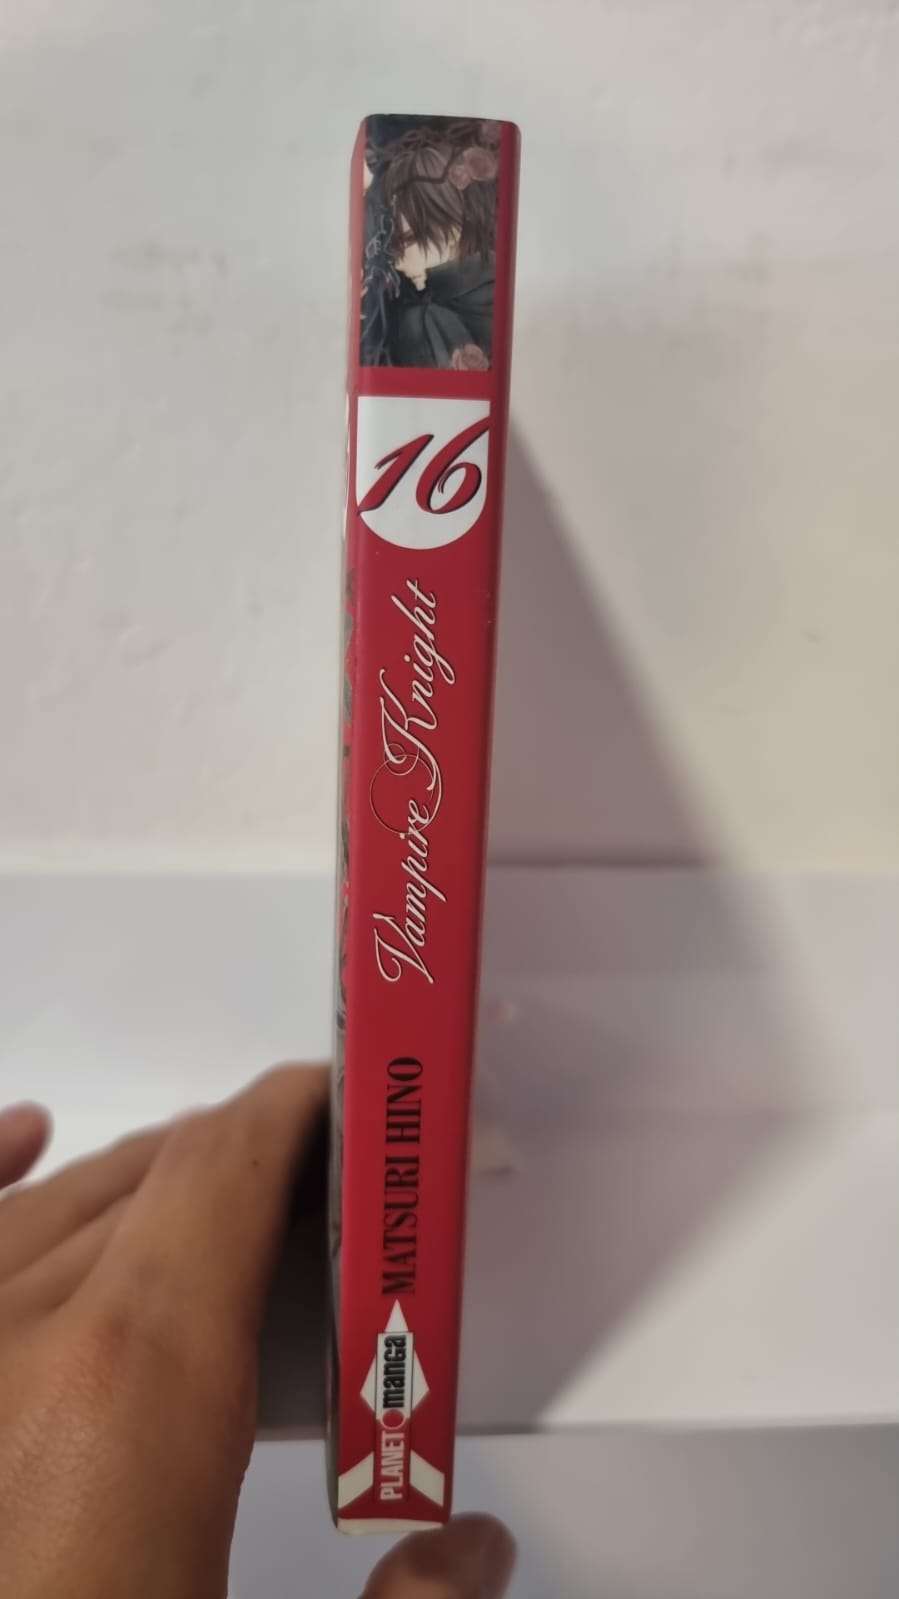 16
Vampire Knight
MATSURI HINO
PLANET manga